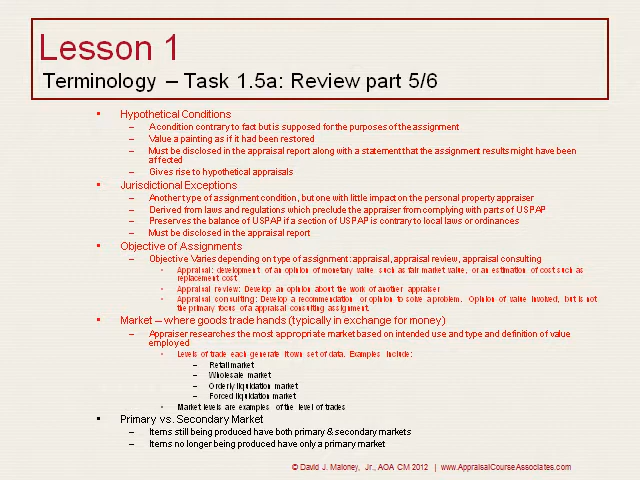 Lesson 1
Terminology – Task 1.5a: Review part 5/6
• Hypothetical Conditions
– A condition contrary to fact but is supposed for the purposes of the assignment
– Value a painting as if it had been restored
– Must be disclosed in the appraisal report along with a statement that the assignment results might have been
affected
– Gives rise to hypothetical appraisals
• Jurisdictional Exceptions
– Another type of assignment condition, but one with little impact on the personal property appraiser
– Derived from laws and regulations which preclude the appraiser from complying with parts of USPAP
– Preserves the balance of USPAP if a section of USPAP is contrary to local laws or ordinances
– Must be disclosed in the appraisal report
• Objective of Assignments
– Objective Varies depending on type of assignment: appraisal, appraisal review, appraisal consulting
• Appraisal: development of an opinion of monetary value such as fair market value, or an estimation of cost such as
replacement cost
• Appraisal review: Develop an opinion about the work of another appraiser
• Appraisal consulting: Develop a recommendation or opinion to solve a problem. Opinion of value involved, but is not
the primary focus of a appraisal consulting assignment.
• Market – where goods trade hands (typically in exchange for money)
– Appraiser researches the most appropriate market based on intended use and type and definition of value
employed
• Levels of trade each generate it own set of data. Examples include:
– Retail market
– Wholesale market
– Orderly liquidation market
– Forced liquidation market
• Market levels are examples of the level of trades
• Primary vs. Secondary Market
– Items still being produced have both primary & secondary markets
– Items no longer being produced have only a primary market
© David J. Maloney, Jr., AOA CM 2012 | www.AppraisalCourseAssociates.com